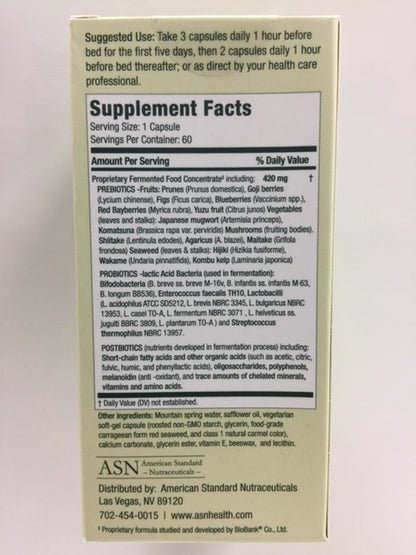 Suggested Use: Take 3 capsules daily 1 hour before
bed for the first five days, then 2 capsules daily 1 hour
before bed thereafter; or as direct by your health care
professional.
Supplement Facts
Serving Size: 1 Capsule
Servings Per Container: 60
Amount Per Serving % Daily Value
Proprietary Fermented Food Concentrate‡ including: 420 mg †
PREBIOTICS -Fruits: Prunes (Prunus domestica), Goji berries
(Lycium chinense), Figs (Ficus carica), Blueberries (Vaccinium spp.),
Red Bayberries (Myrica rubra), Yuzu fruit (Citrus junos) Vegetables
(leaves and stalks): Japanese mugwort (Artemisia princeps),
Komatsuna (Brassica rapa var. perviridis) Mushrooms (fruiting bodies).
Shiitake (Lentinula edodes), Agaricus (A. blazei), Maitake (Grifola
frondosa) Seaweed (leaves & stalks): Hijiki (Hizikia fusiforme),
Wakame (Undaria pinnatifida), Kombu kelp (Laminaria japonica)
PROBIOTICS -lactic Acid Bacteria (used in fermentation):
Bifodobacteria (B. breve ss. breve M-16v, B. infantis ss. infantis M-63,
B. longum BB536), Enterococcus faecalis TH10, Lactobacilli
(L. acidophilus ATCC SD5212, L. brevis NBRC 3345, L. bulgaricus NBRC
13953, L. casei TO-A, L. fermentum NBRC 3071 , L. helveticus ss.
jugutti BBRC 3809, L. plantarum TO-A ) and Streptococcus
thermophilus NBRC 13957.
POSTBIOTICS (nutrients developed in fermentation process) including:
Short-chain fatty acids and other organic acids (such as acetic, citric,
fulvic, humic, and phenyllactic acids), oligosaccharides, polyphenols,
melanoidin (anti -oxidant), and trace amounts of chelated minerals,
vitamins and amino acids.
† Daily Value (DV) not established.
Other Ingredients: Mountain spring water, safflower oil, vegetarian
soft-gel capsule (roosted non-GMO starch, glycerin, food-grade
carrageean form red seaweed, and class 1 natural carmel color),
calcium carbonate, glycerin ester, vitamin E, beeswax, and lecithin.
ASN American Standard
– Nutraceuticals –
Distributed by: American Standard Nutraceuticals
Las Vegas, NV 89120
702-454-0015 | www.asnhealth.com
‡ Proprietary formula studied and developed by BioBank® Co., Ltd.